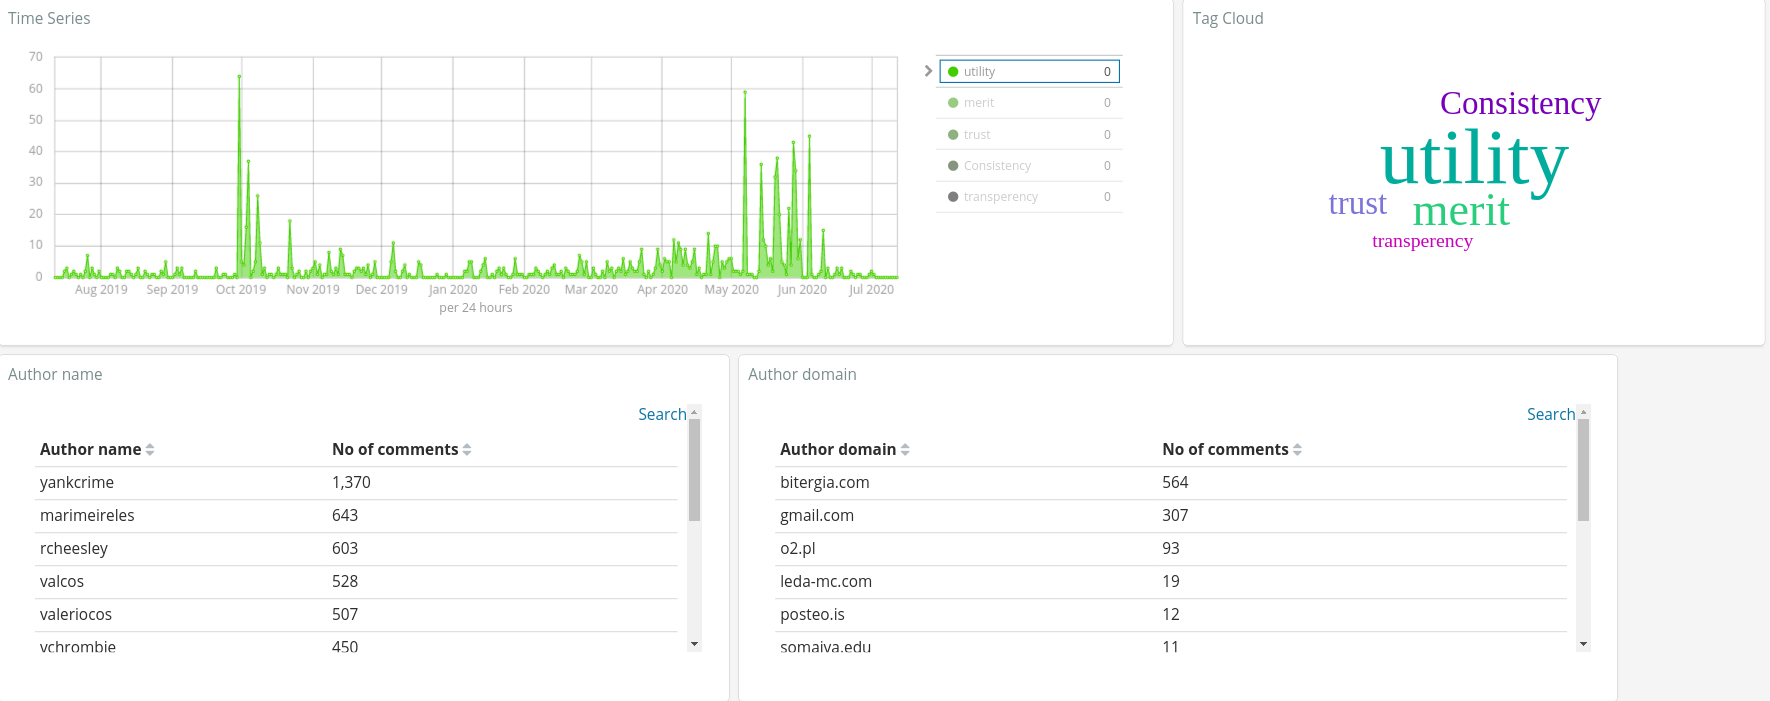 Time Series
70
60
50
40
30
20
10
0
Aug 2019 Sep 2019 Oct 2019 Nov 2019 Dec 2019 Jan 2020 Feb 2020 Mar 2020 Apr 2020 May 2020 Jun 2020 Jul 2020
per 24 hours
utility 0
merit 0
trust 0
Consistency 0
transperency 0
Tag Cloud
Consistency
utility
trust merit
transperency
Author name
Search
Author name No of comments
yankcrime 1,370
marimeireles 643
rcheesley 603
valcos 528
valeriocos 507
vchrombie 450
Author domain
Search
Author domain No of comments
bitergia.com 564
gmail.com 307
o2.pl 93
leda-mc.com 19
posteo.is 12
somaiya.edu 11